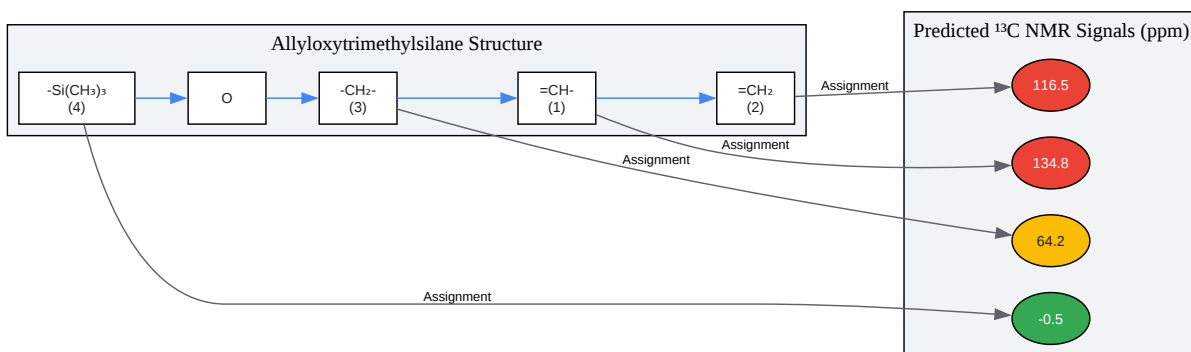 Allyloxytrimethylsilane Structure
Predicted ¹³C NMR Signals (ppm)
-Si(CH₃)₃
(4)
O
-CH₂-
(3)
=CH-
(1)
=CH₂
(2)
Assignment
116.5
Assignment
134.8
Assignment
64.2
Assignment
-0.5